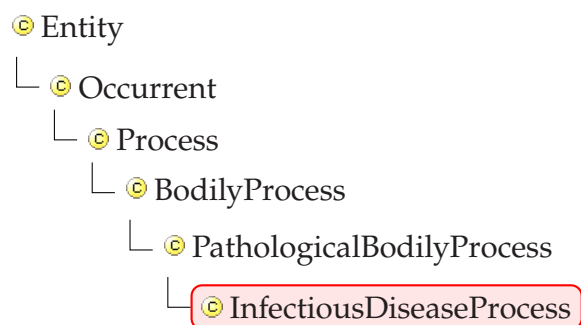 Entity
Occurrent
Process
BodilyProcess
PathologicalBodilyProcess
InfectiousDiseaseProcess